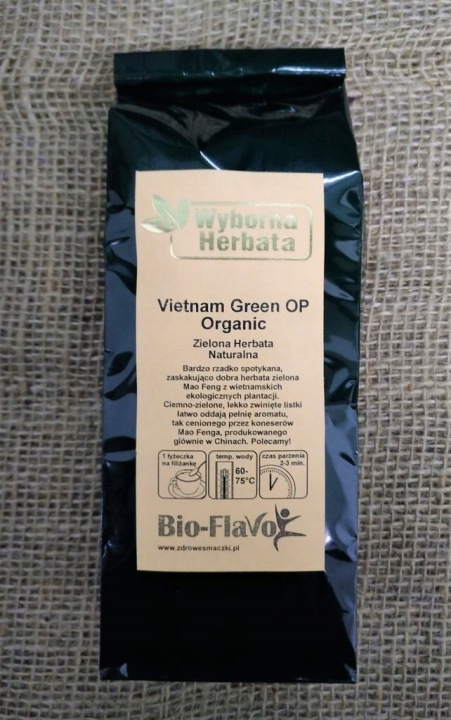 Wyborna
Herbata
Vietnam Green OP
Organic
Zielona Herbata
Naturalna
Bardzo rzadko spotykana,
zaskakująco dobra herbata zielona
Mao Feng z wietnamskich
ekologicznych plantacji.
Ciemno-zielone, lekko zwinięte listki
łatwo oddają pełnię aromatu,
tak cenionego przez koneserów
Mao Fenga, produkowanego
głównie w Chinach. Polecamy!
1 łyżeczka
na filiżankę
temp. wody
60-
75°C
czas parzenia
2-3 min.
Bio-Flavo
www.zdrowesmaczki.pl